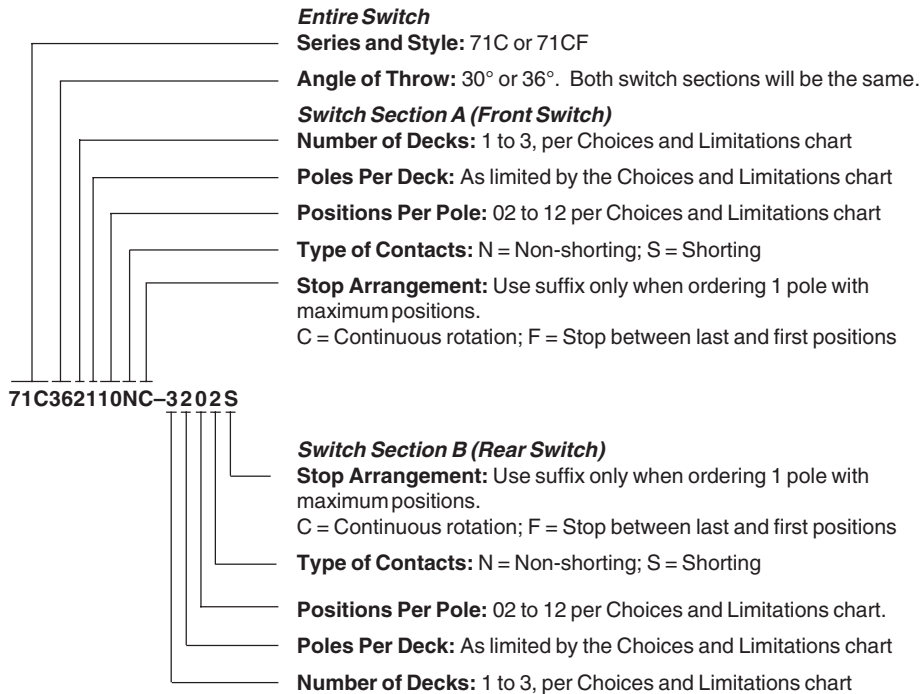 Entire Switch
Series and Style: 71C or 71CF
Angle of Throw: 30° or 36°. Both switch sections will be the same.
Switch Section A (Front Switch)
Number of Decks: 1 to 3, per Choices and Limitations chart
Poles Per Deck: As limited by the Choices and Limitations chart
Positions Per Pole: 02 to 12 per Choices and Limitations chart
Type of Contacts: N = Non-shorting; S = Shorting
Stop Arrangement: Use suffix only when ordering 1 pole with
maximum positions.
C = Continuous rotation; F = Stop between last and first positions
71C362110NC–3202S
Switch Section B (Rear Switch)
Stop Arrangement: Use suffix only when ordering 1 pole with
maximum positions.
C = Continuous rotation; F = Stop between last and first positions
Type of Contacts: N = Non-shorting; S = Shorting
Positions Per Pole: 02 to 12 per Choices and Limitations chart.
Poles Per Deck: As limited by the Choices and Limitations chart
Number of Decks: 1 to 3, per Choices and Limitations chart